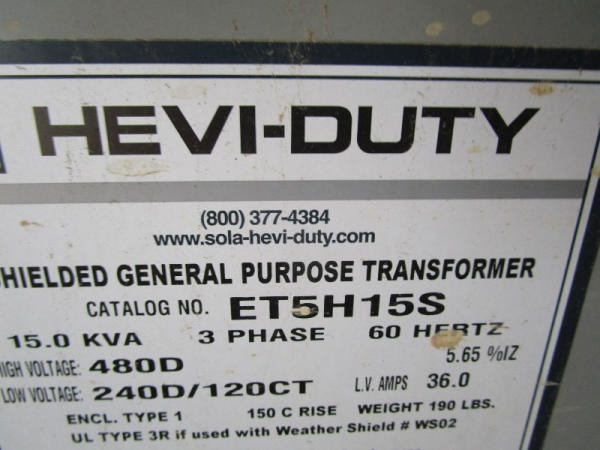 HEVI-DUTY
(800) 377-4384
www.sola-hevi-duty.com
SHIELDED GENERAL PURPOSE TRANSFORMER
CATALOG NO. ET5H15S
15.0 KVA 3 PHASE 60 HERTZ
5.65 %IZ
HIGH VOLTAGE: 480D
LOW VOLTAGE: 240D/120CT L.V. AMPS 36.0
ENCL. TYPE 1 150 C RISE WEIGHT 190 LBS.
UL TYPE 3R if used with Weather Shield # WS02